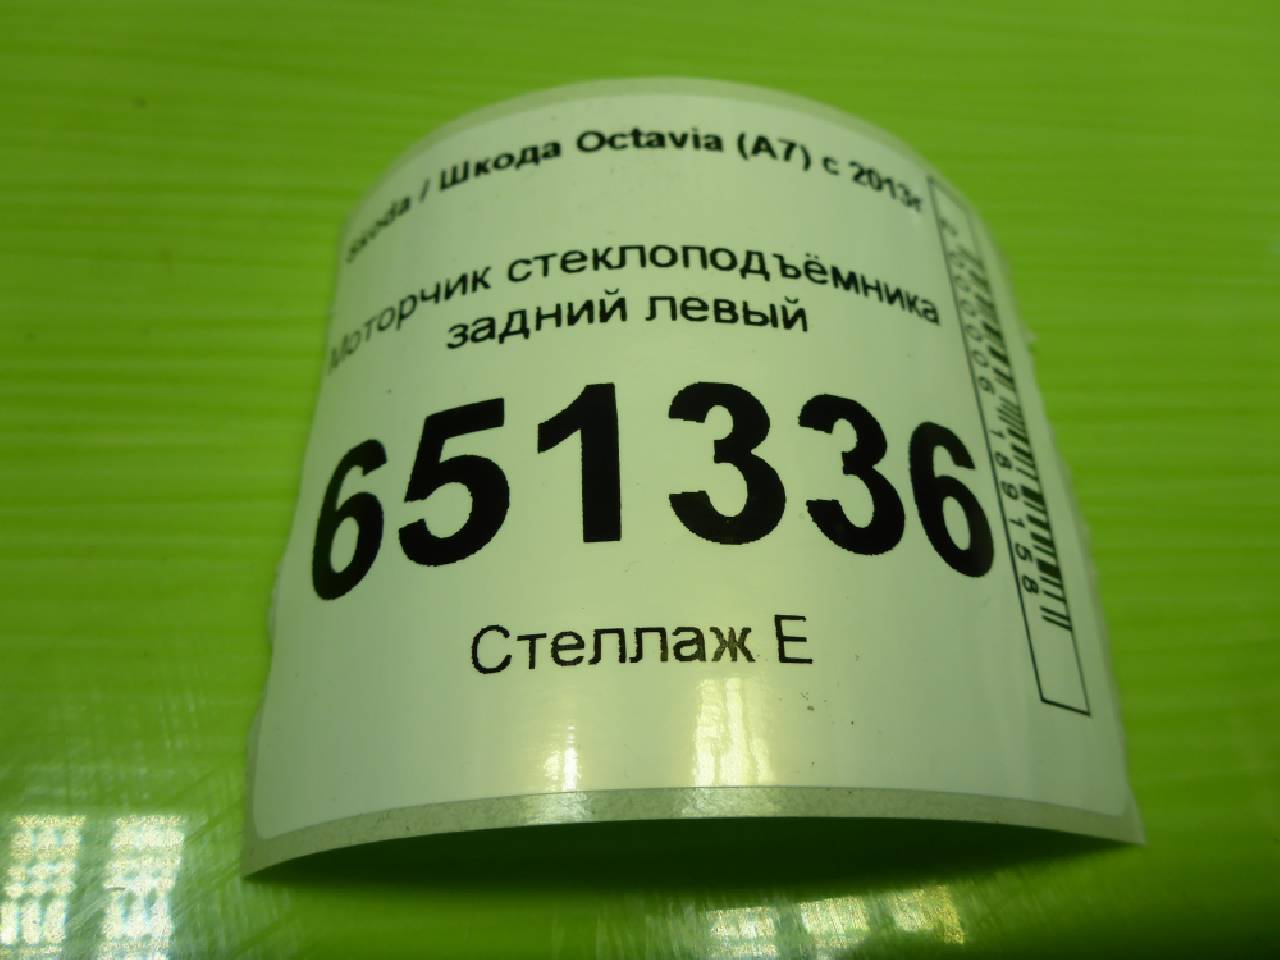 Skoda / Шкода Octavia (A7) с 2013г
Моторчик стеклоподъёмника
задний левый
651336
Стеллаж Е